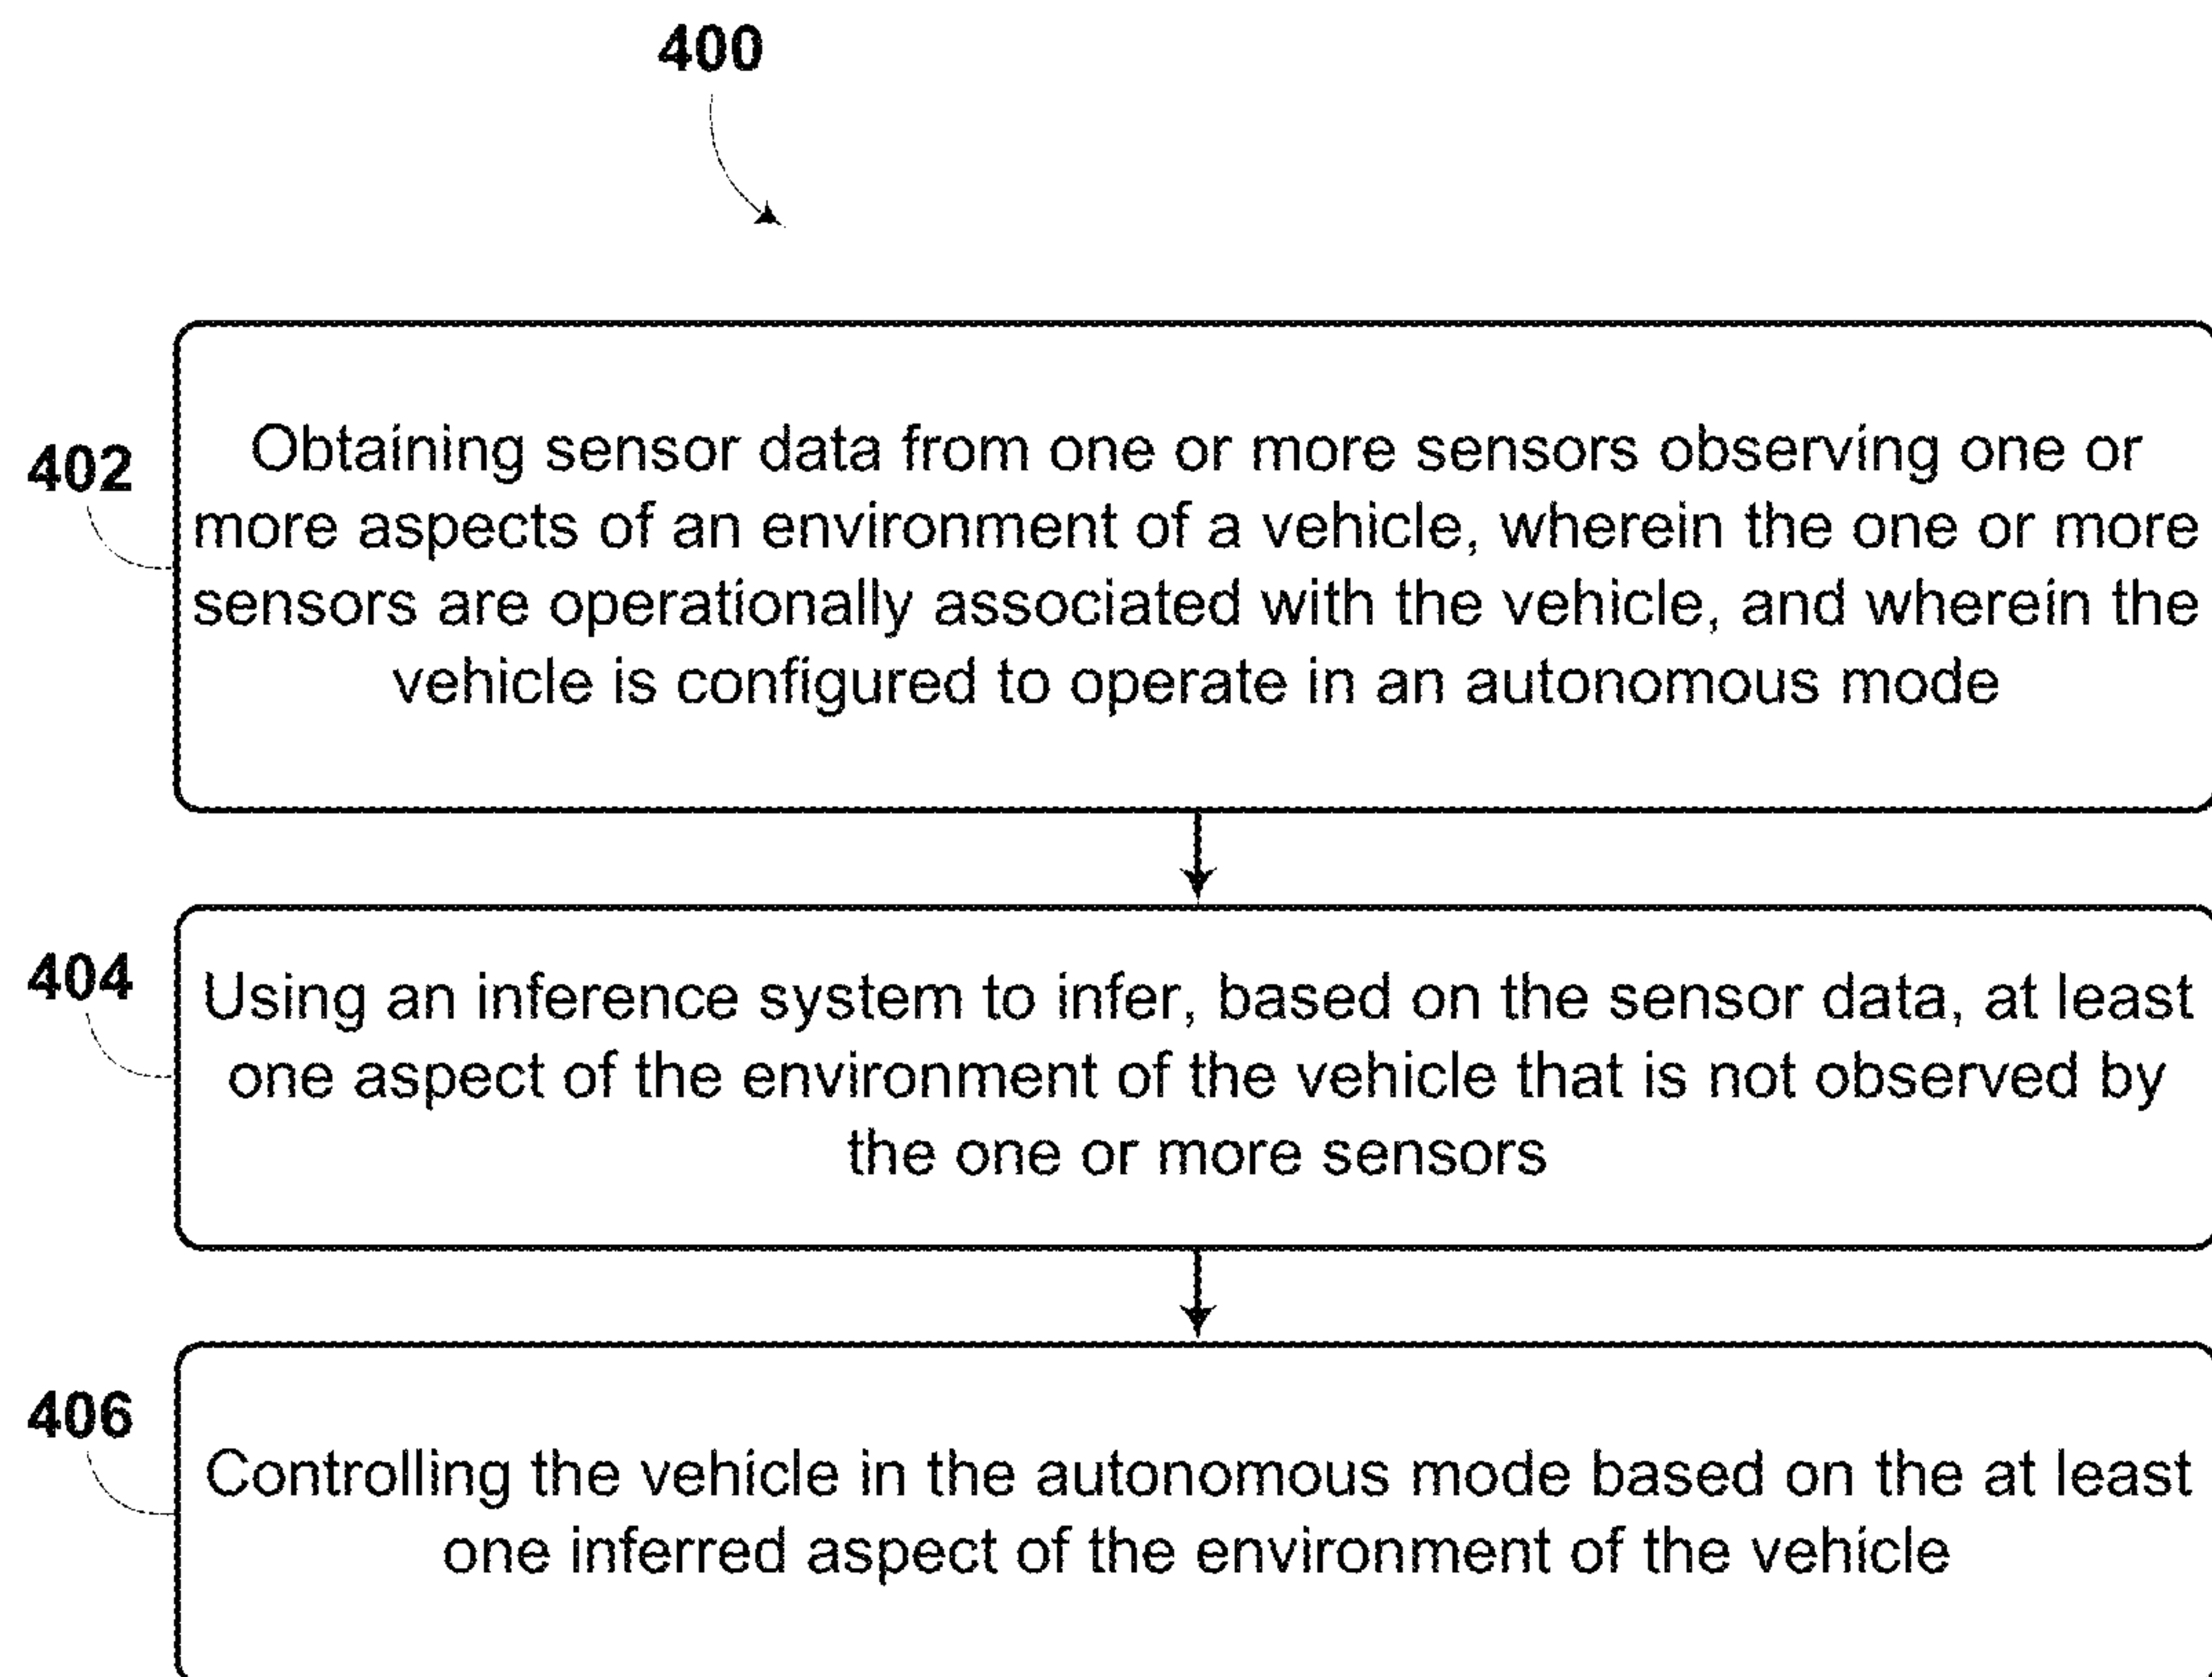 400
402
Obtaining sensor data from one or more sensors observing one or
more aspects of an environment of a vehicle, wherein the one or more
sensors are operationally associated with the vehicle, and wherein the
vehicle is configured to operate in an autonomous mode
404
Using an inference system to infer, based on the sensor data, at least
one aspect of the environment of the vehicle that is not observed by
the one or more sensors
406
Controlling the vehicle in the autonomous mode based on the at least
one inferred aspect of the environment of the vehicle